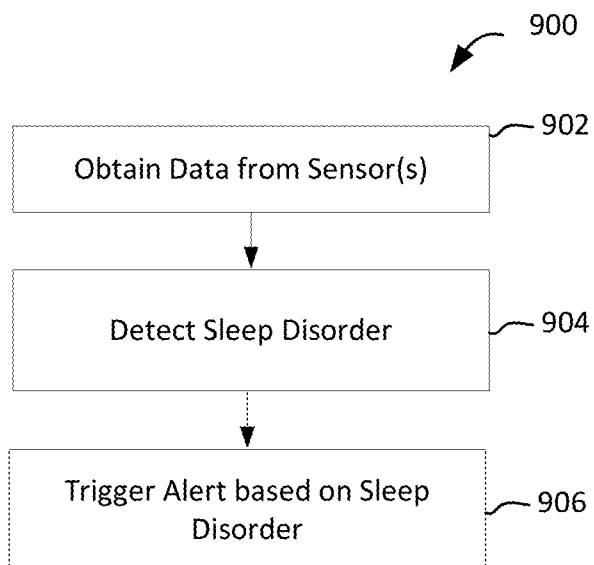 900
902
Obtain Data from Sensor(s)
Detect Sleep Disorder
904
Trigger Alert based on Sleep
Disorder
906